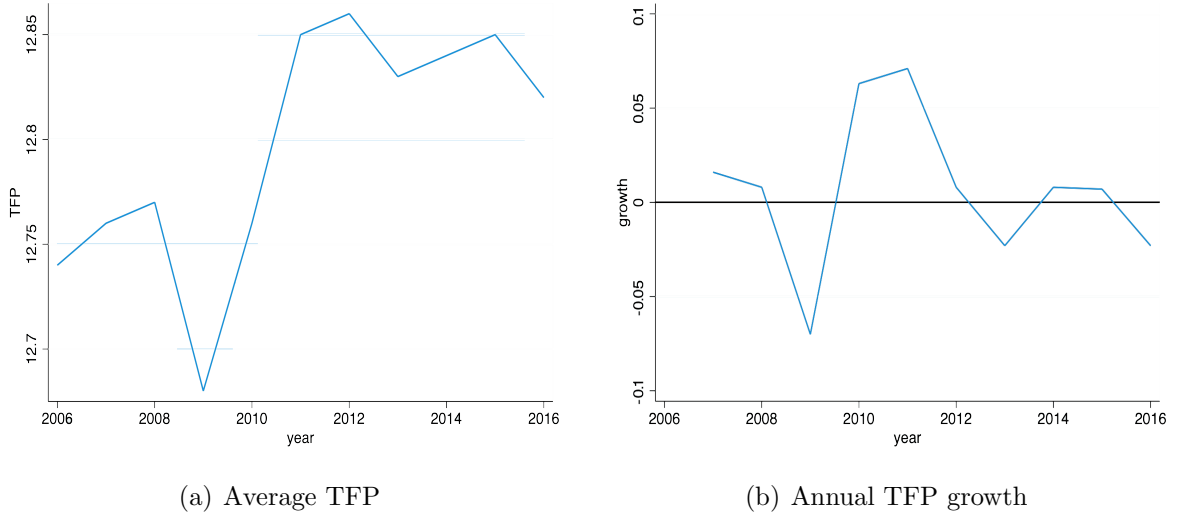 12.85
12.8
12.75
12.7
TFP
2006 2008 2010 2012 2014 2016
year
(a) Average TFP
0.1
0.05
0
-0.05
-0.1
growth
2006 2008 2010 2012 2014 2016
year
(b) Annual TFP growth